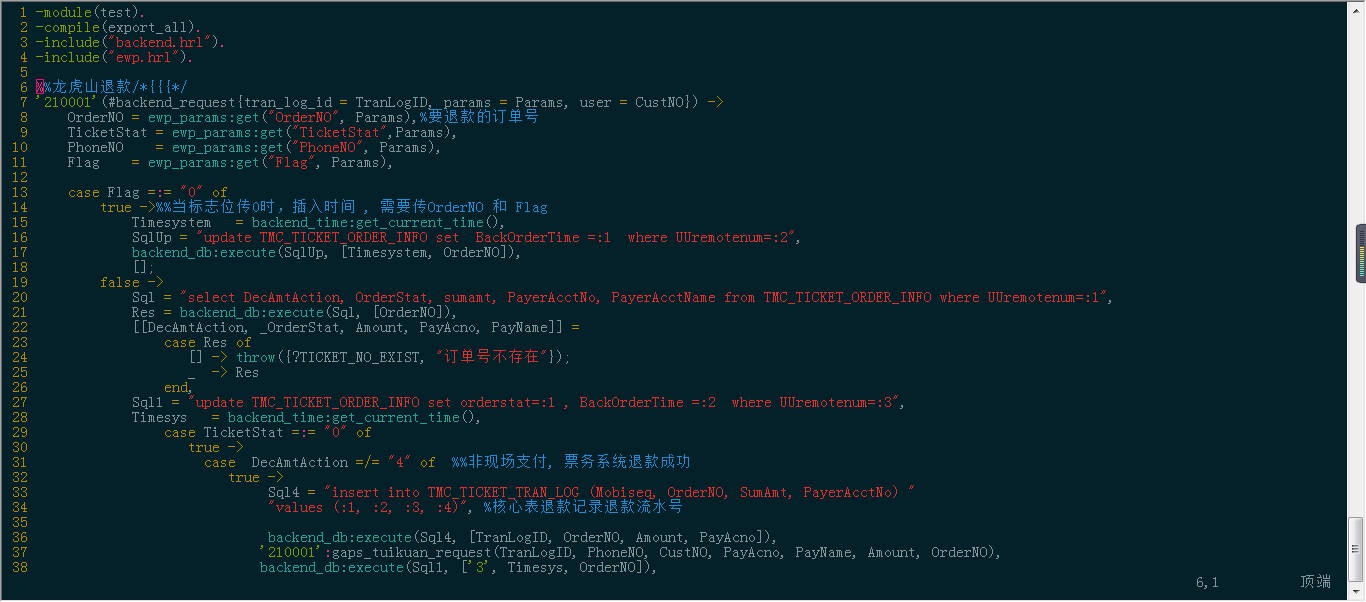 1 -module(test).
2 -compile(export_all).
3 -include("backend.hrl").
4 -include("ewp.hrl").
5
6 %%龙虎山退款/*{{{*/
7 '210001'(#backend_request{tran_log_id = TranLogID, params = Params, user = CustNO}) ->
8     OrderNO = ewp_params:get("OrderNO", Params),%要退款的订单号
9     TicketStat = ewp_params:get("TicketStat",Params),
10     PhoneNO    = ewp_params:get("PhoneNO", Params),
11     Flag    = ewp_params:get("Flag", Params),
12
13     case Flag =:= "0" of
14         true ->%%当标志位传0时，插入时间 , 需要传OrderNO 和 Flag
15             Timesystem   = backend_time:get_current_time(),
16             SqlUp = "update TMC_TICKET_ORDER_INFO set  BackOrderTime =:1  where UUremotenum=:2",
17             backend_db:execute(SqlUp, [Timesystem, OrderNO]),
18             [];
19         false ->
20             Sql = "select DecAmtAction, OrderStat, sumamt, PayerAcctNo, PayerAcctName from TMC_TICKET_ORDER_INFO where UUremotenum=:1",
21             Res = backend_db:execute(Sql, [OrderNO]),
22             [[DecAmtAction, _OrderStat, Amount, PayAcno, PayName]] =
23                 case Res of
24                    [] -> throw({?TICKET_NO_EXIST, "订单号不存在"});
25                    _  -> Res
26                 end,
27             Sql1 = "update TMC_TICKET_ORDER_INFO set orderstat=:1 , BackOrderTime =:2  where UUremotenum=:3",
28             Timesys   = backend_time:get_current_time(),
29                 case TicketStat =:= "0" of
30                    true ->
31                      case  DecAmtAction =/= "4" of  %%非现场支付, 票务系统退款成功
32                         true ->
33                              Sql4 = "insert into TMC_TICKET_TRAN_LOG (Mobiseq, OrderNO, SumAmt, PayerAcctNo) "
34                              "values (:1, :2, :3, :4)", %核心表退款记录退款流水号
35
36                              backend_db:execute(Sql4, [TranLogID, OrderNO, Amount, PayAcno]),
37                             '210001':gaps_tuikuan_request(TranLogID, PhoneNO, CustNO, PayAcno, PayName, Amount, OrderNO),
38                             backend_db:execute(Sql1, ['3', Timesys, OrderNO]),
6,1          顶端